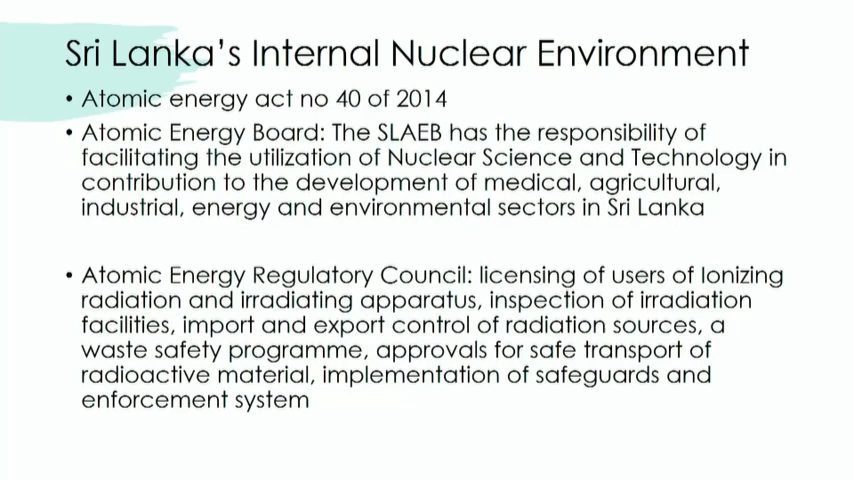 Sri Lanka's Internal Nuclear Environment
• Atomic energy act no 40 of 2014
• Atomic Energy Board: The SLAEB has the responsibility of
facilitating the utilization of Nuclear Science and Technology in
contribution to the development of medical, agricultural,
industrial, energy and environmental sectors in Sri Lanka
• Atomic Energy Regulatory Council: licensing of users of Ionizing
radiation and irradiating apparatus, inspection of irradiation
facilities, import and export control of radiation sources, a
waste safety programme, approvals for safe transport of
radioactive material, implementation of safeguards and
enforcement system